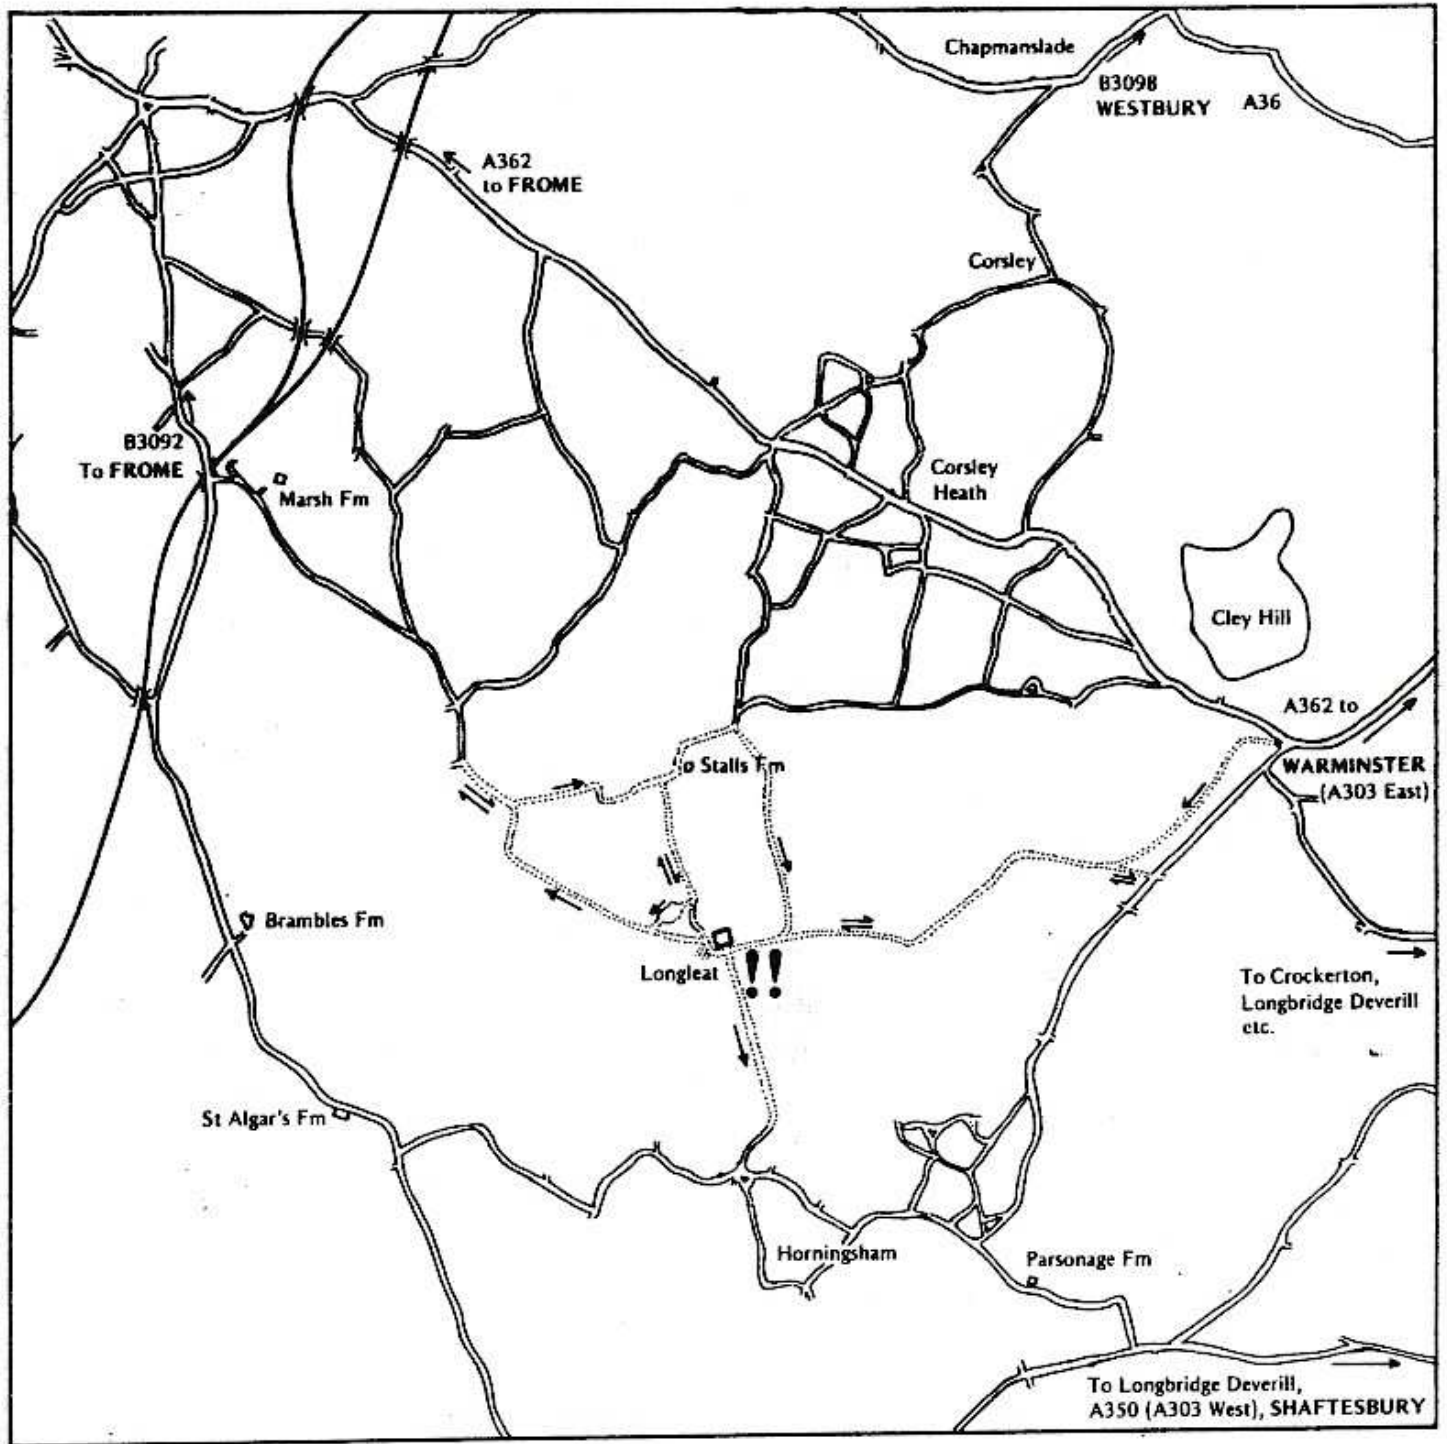 Chapmanslade
B3098
WESTBURY
A36
A362
to FROME
Corsley
B3092
To FROME
Marsh Fm
Corsley
Heath
Cley Hill
A362 to
WARMINSTER
(A303 East)
Stalls Fm
Brambles Fm
Longleat
!!
To Crockerton,
Longbridge Deverill
etc.
St Algar's Fm
Horningsham
Parsonage Fm
To Longbridge Deverill,
A350 (A303 West), SHAFTESBURY